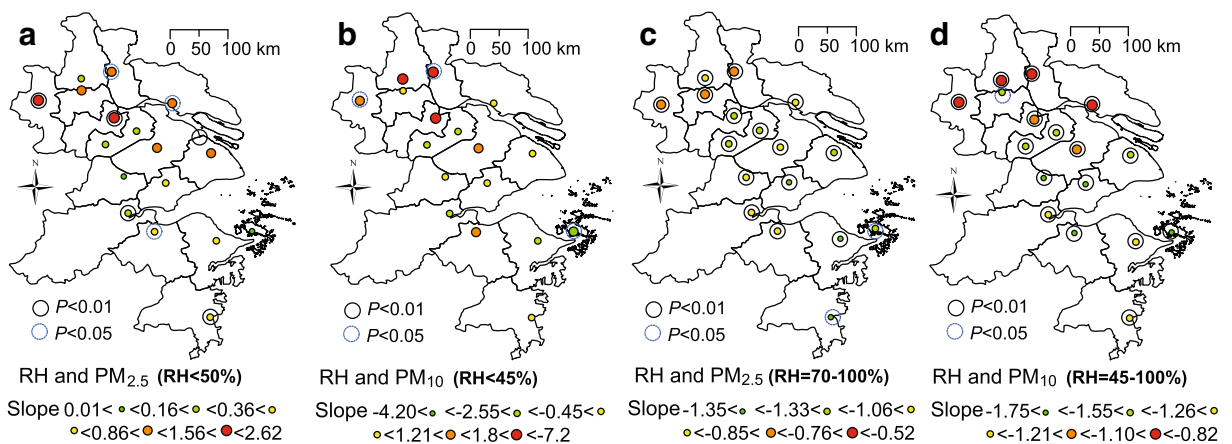 a
0 50 100 km
N
P<0.01
P<0.05
RH and PM2.5 (RH<50%)
Slope 0.01< <0.16< <0.36<
<0.86< <1.56< <2.62
b
0 50 100 km
N
P<0.01
P<0.05
RH and PM10 (RH<45%)
Slope -4.20< <-2.55< <-0.45<
<1.21< <1.8< <-7.2
c
0 50 100 km
N
P<0.01
P<0.05
RH and PM2.5 (RH=70-100%)
Slope -1.35< <-1.33< <-1.06<
<-0.85< <-0.76< <-0.52
d
0 50 100 km
N
P<0.01
P<0.05
RH and PM10 (RH=45-100%)
Slope -1.75< <-1.55< <-1.26<
<-1.21< <-1.10< <-0.82